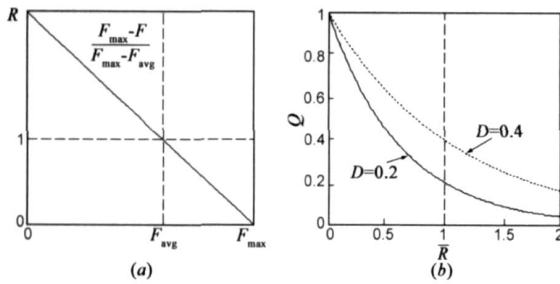 R
F_max-F
F_max-F_avg
1
0
0
F_avg
F_max
(a)
Q
1
0.8
0.6
0.4
0.2
0
D=0.4
D=0.2
0
0.5
1
1.5
2
R̅
(b)